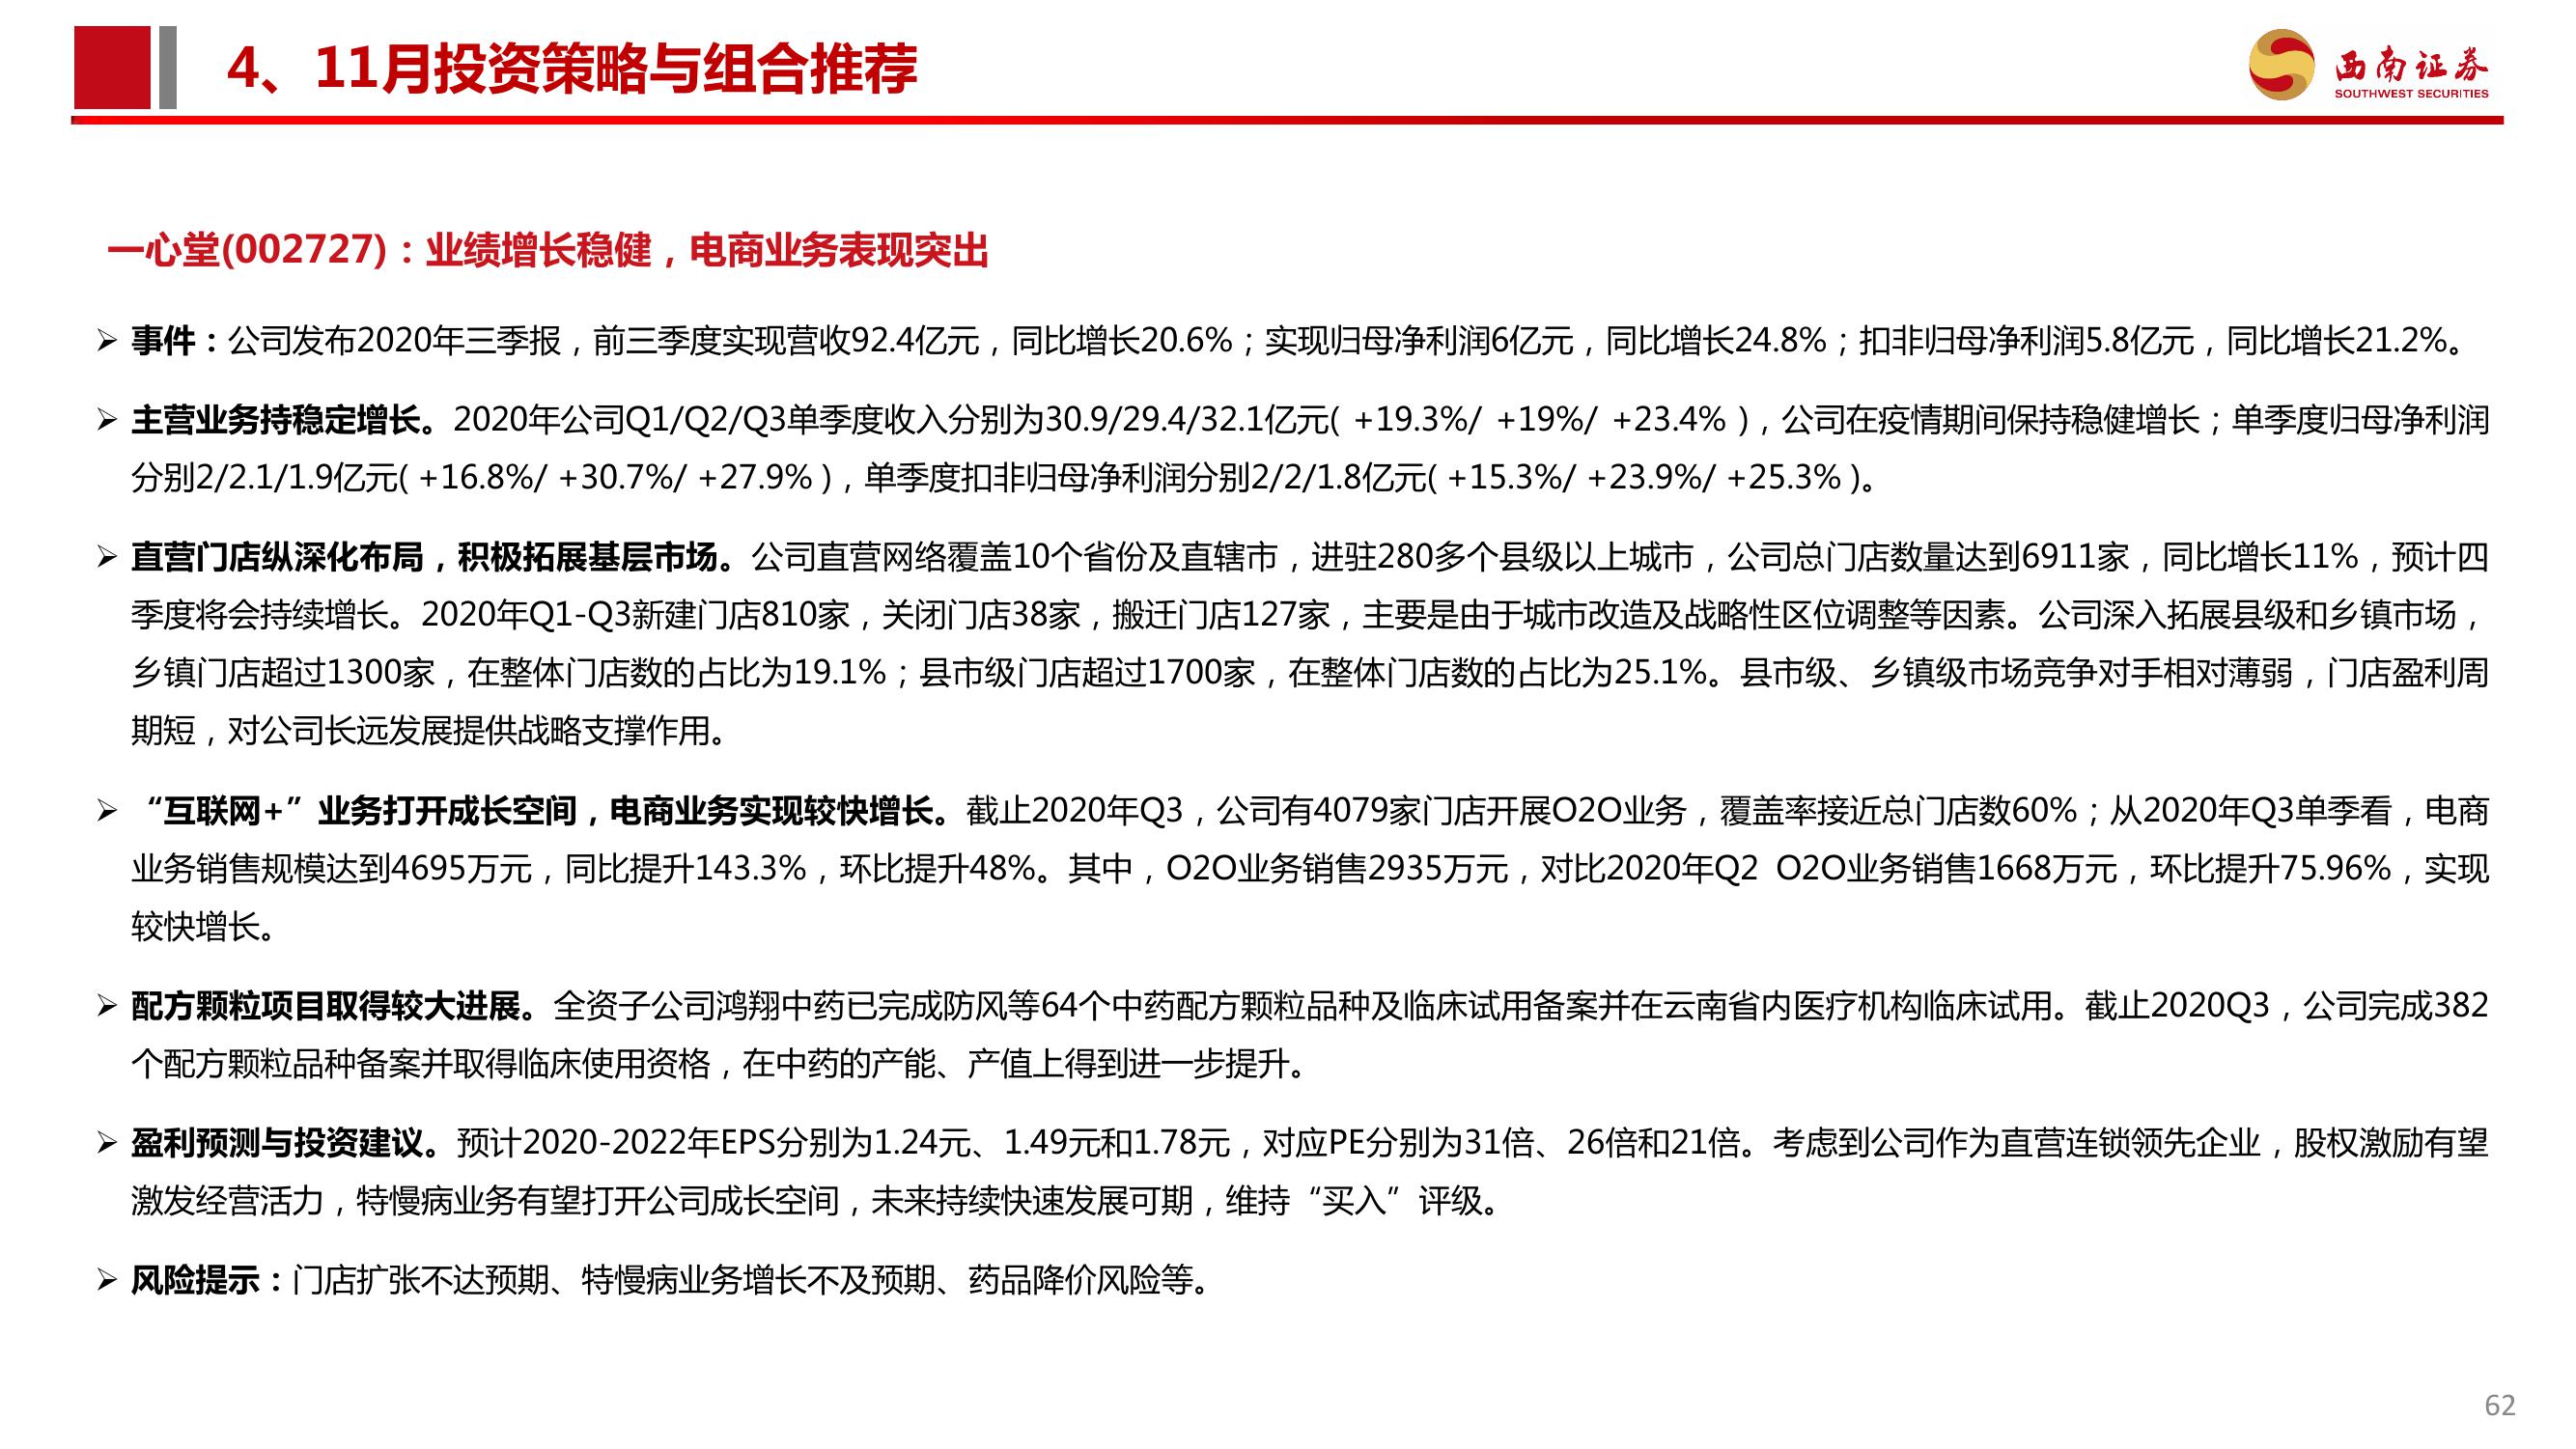 4、11月投资策略与组合推荐
西南证券
SOUTHWEST SECURITIES
一心堂(002727)：业绩增长稳健，电商业务表现突出
➢ 事件：公司发布2020年三季报，前三季度实现营收92.4亿元，同比增长20.6%；实现归母净利润6亿元，同比增长24.8%；扣非归母净利润5.8亿元，同比增长21.2%。
➢ 主营业务持稳定增长。2020年公司Q1/Q2/Q3单季度收入分别为30.9/29.4/32.1亿元( +19.3%/ +19%/ +23.4% )，公司在疫情期间保持稳健增长；单季度归母净利润
分别2/2.1/1.9亿元( +16.8%/ +30.7%/ +27.9% )，单季度扣非归母净利润分别2/2/1.8亿元( +15.3%/ +23.9%/ +25.3% )。
➢ 直营门店纵深化布局，积极拓展基层市场。公司直营网络覆盖10个省份及直辖市，进驻280多个县级以上城市，公司总门店数量达到6911家，同比增长11%，预计四
季度将会持续增长。2020年Q1-Q3新建门店810家，关闭门店38家，搬迁门店127家，主要是由于城市改造及战略性区位调整等因素。公司深入拓展县级和乡镇市场，
乡镇门店超过1300家，在整体门店数的占比为19.1%；县市级门店超过1700家，在整体门店数的占比为25.1%。县市级、乡镇级市场竞争对手相对薄弱，门店盈利周
期短，对公司长远发展提供战略支撑作用。
➢ “互联网+”业务打开成长空间，电商业务实现较快增长。截止2020年Q3，公司有4079家门店开展O2O业务，覆盖率接近总门店数60%；从2020年Q3单季看，电商
业务销售规模达到4695万元，同比提升143.3%，环比提升48%。其中，O2O业务销售2935万元，对比2020年Q2 O2O业务销售1668万元，环比提升75.96%，实现
较快增长。
➢ 配方颗粒项目取得较大进展。全资子公司鸿翔中药已完成防风等64个中药配方颗粒品种及临床试用备案并在云南省内医疗机构临床试用。截止2020Q3，公司完成382
个配方颗粒品种备案并取得临床使用资格，在中药的产能、产值上得到进一步提升。
➢ 盈利预测与投资建议。预计2020-2022年EPS分别为1.24元、1.49元和1.78元，对应PE分别为31倍、26倍和21倍。考虑到公司作为直营连锁领先企业，股权激励有望
激发经营活力，特慢病业务有望打开公司成长空间，未来持续快速发展可期，维持“买入”评级。
➢ 风险提示：门店扩张不达预期、特慢病业务增长不及预期、药品降价风险等。
62